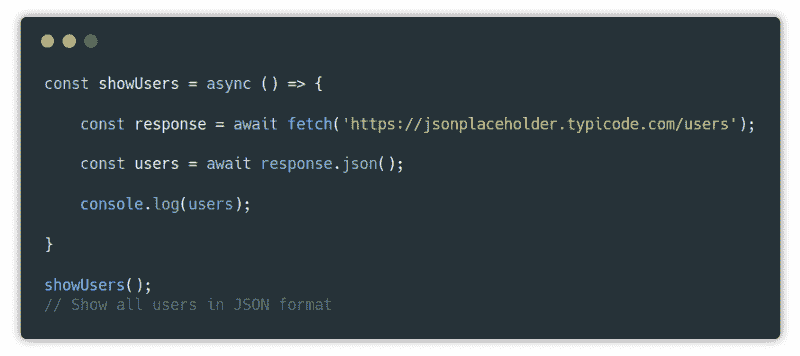 const showUsers = async () => {
const response = await fetch('https://jsonplaceholder.typicode.com/users');
const users = await response.json();
console.log(users);
}
showUsers();
// Show all users in JSON format